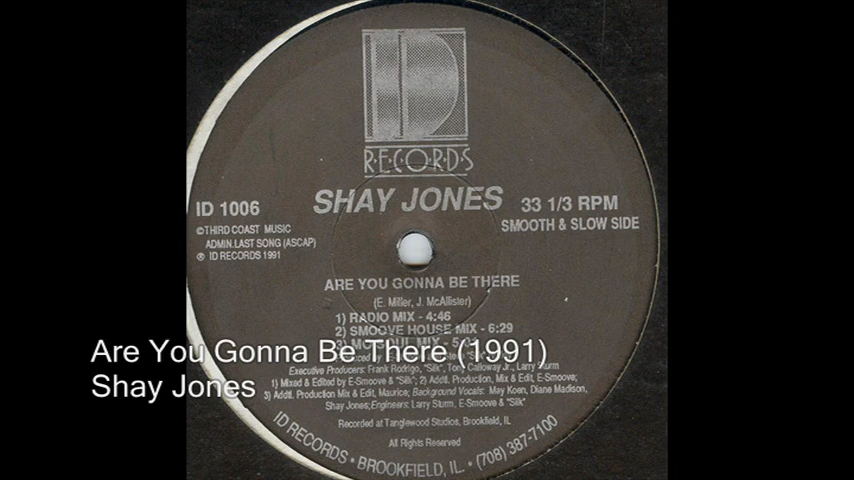 ID
RECORDS
SHAY JONES
ID 1006
33 1/3 RPM
SMOOTH & SLOW SIDE
©THIRD COAST MUSIC
ADMIN.LAST SONG (ASCAP)
℗ ID RECORDS 1991
ARE YOU GONNA BE THERE
(E. Miller, J. McAllister)
1) RADIO MIX - 4:46
2) SMOOVE HOUSE MIX - 6:29
Are You Gonna Be There (1991)
Executive Producers: Frank Rodrigo, "Silk", Tony Calloway Jr., Larry Sturm
Shay Jones
1) Mixed & Edited by E-Smoove & "Silk"; 2) Addtl. Production, Mix & Edit, E-Smoove;
3) Addtl. Production Mix & Edit, Maurice; Background Vocals: May Koen, Diane Madison,
Shay Jones; Engineers: Larry Sturm, E-Smoove & "Silk"
Recorded at Tanglewood Studios, Brookfield, IL
All Rights Reserved
ID RECORDS • BROOKFIELD, IL. • (708) 387-7100